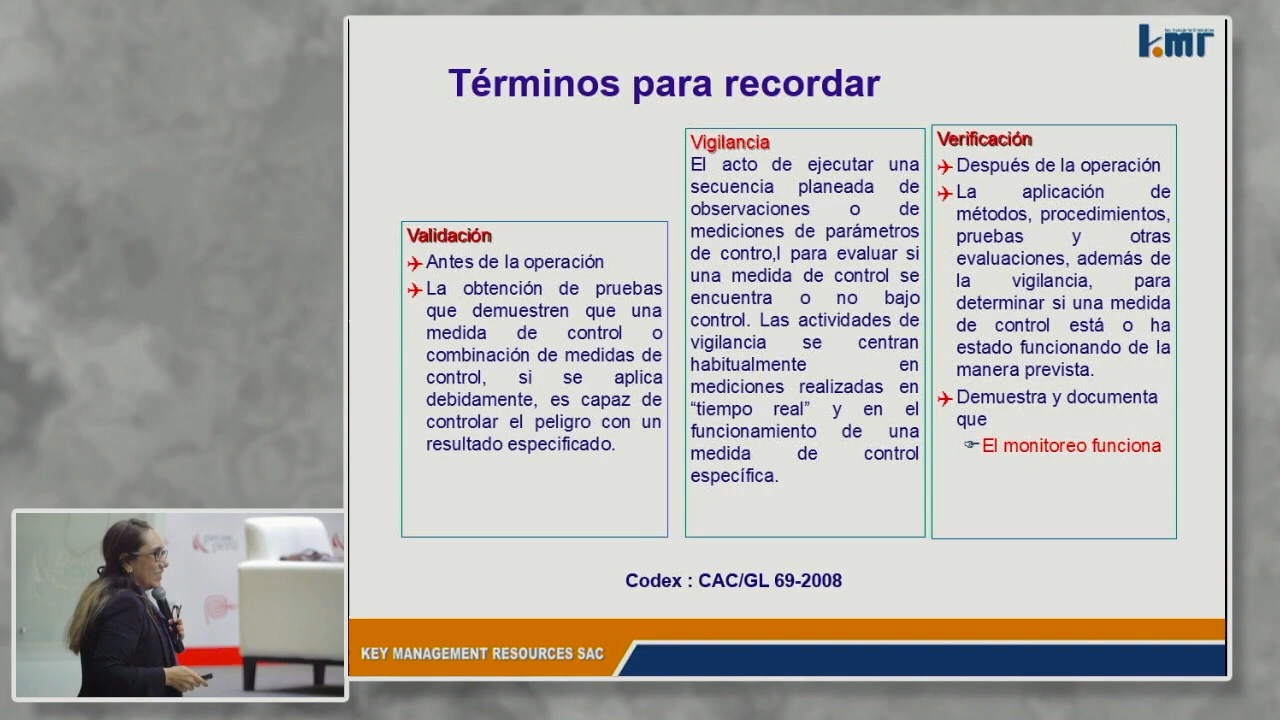 kmr
Términos para recordar
Validación
Antes de la operación
La obtención de pruebas
que demuestren que una
medida de control o
combinación de medidas de
control, si se aplica
debidamente, es capaz de
controlar el peligro con un
resultado especificado.
Vigilancia
El acto de ejecutar una
secuencia planeada de
observaciones o de
mediciones de parámetros
de contro,l para evaluar si
una medida de control se
encuentra o no bajo
control. Las actividades de
vigilancia se centran
habitualmente en
mediciones realizadas en
“tiempo real” y en el
funcionamiento de una
medida de control
específica.
Verificación
Después de la operación
La aplicación de
métodos, procedimientos,
pruebas y otras
evaluaciones, además de
la vigilancia, para
determinar si una medida
de control está o ha
estado funcionando de la
manera prevista.
Demuestra y documenta
que
El monitoreo funciona
Codex : CAC/GL 69-2008
KEY MANAGEMENT RESOURCES SAC